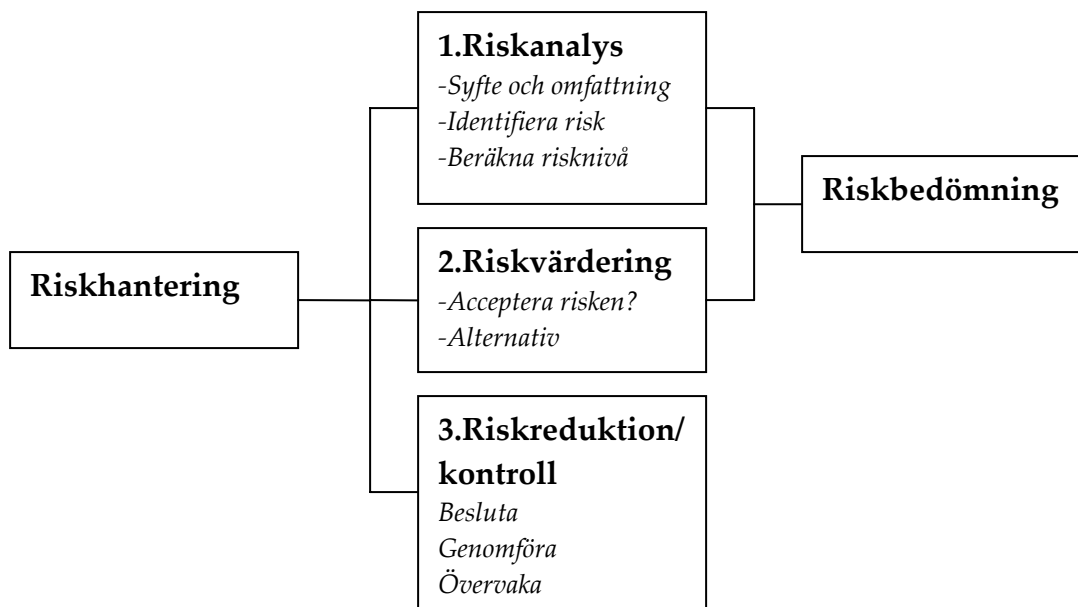 Riskhantering
1.Riskanalys
-Syfte och omfattning
-Identifiera risk
-Beräkna risknivå
2.Riskvärdering
-Acceptera risken?
-Alternativ
3.Riskreduktion/
kontroll
Besluta
Genomföra
Övervaka
Riskbedömning